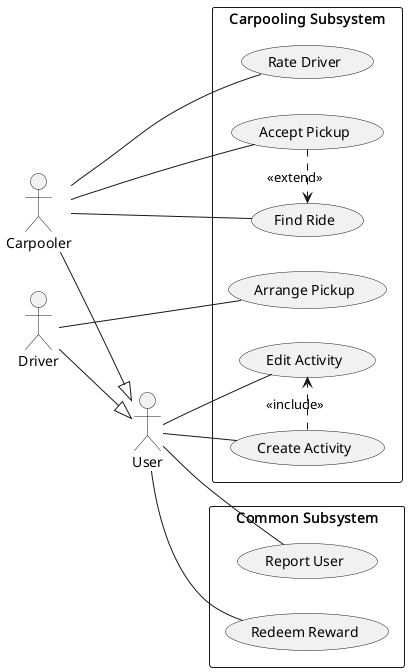 Carpooling Subsystem
Rate Driver
Accept Pickup
«extend»
Find Ride
Carpooler
Arrange Pickup
Driver
Edit Activity
«include»
Create Activity
User
Common Subsystem
Report User
Redeem Reward